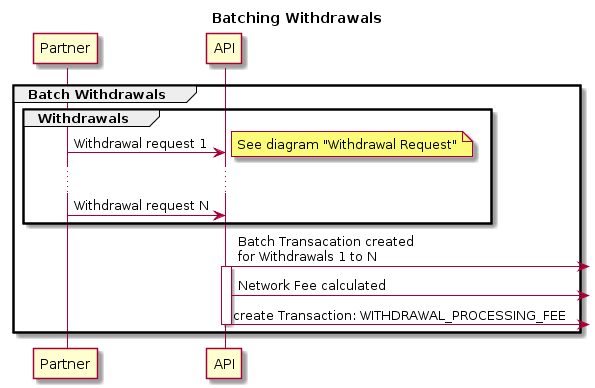 Batching Withdrawals
Partner
API
Batch Withdrawals
Withdrawals
Withdrawal request 1
See diagram "Withdrawal Request"
Withdrawal request N
Batch Transacation created
for Withdrawals 1 to N
Network Fee calculated
create Transaction: WITHDRAWAL_PROCESSING_FEE
Partner
API